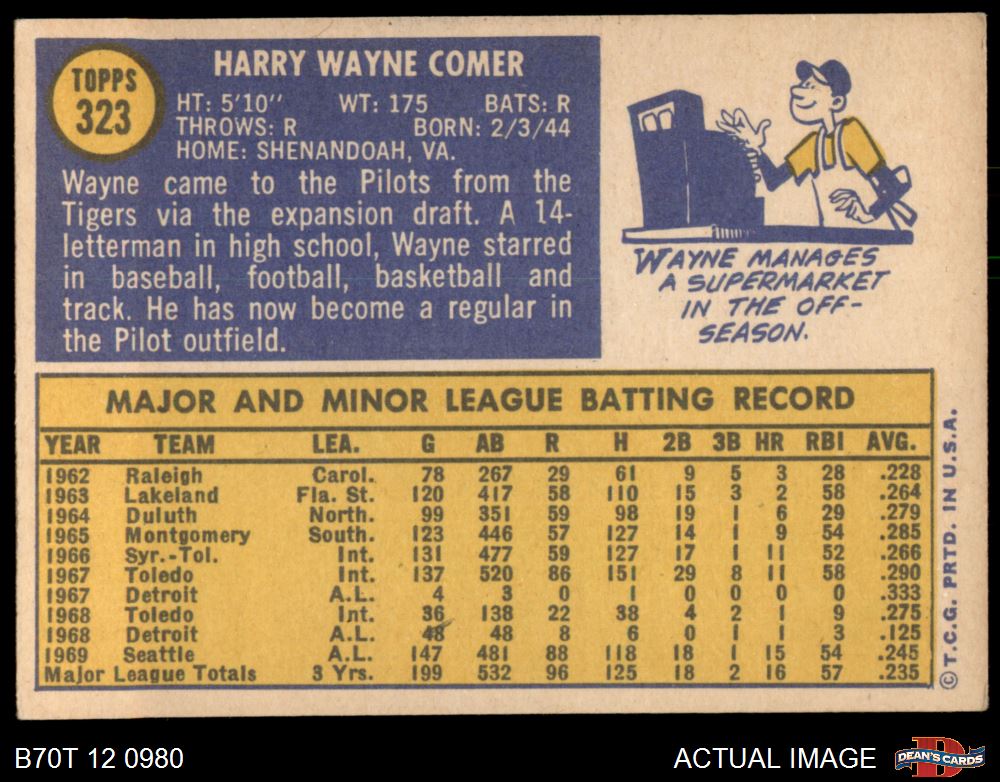 TOPPS
323
HARRY WAYNE COMER
HT: 5'10" WT: 175 BATS: R
THROWS: R BORN: 2/3/44
HOME: SHENANDOAH, VA.
Wayne came to the Pilots from the
Tigers via the expansion draft. A 14-
letterman in high school, Wayne starred
in baseball, football, basketball and
track. He has now become a regular in
the Pilot outfield.
WAYNE MANAGES
A SUPERMARKET
IN THE OFF-
SEASON.
MAJOR AND MINOR LEAGUE BATTING RECORD
YEAR TEAM LEA. G AB R H 2B 3B HR RBI AVG.
1962 Raleigh Carol. 78 267 29 61 9 5 3 28 .228
1963 Lakeland Fla. St. 120 417 58 110 15 3 2 58 .264
1964 Duluth North. 99 351 59 98 19 1 6 29 .279
1965 Montgomery South. 123 446 57 127 14 1 9 54 .285
1966 Syr.-Tol. Int. 131 477 59 127 17 1 11 52 .266
1967 Toledo Int. 137 520 86 151 29 8 11 58 .290
1967 Detroit A.L. 4 3 0 1 0 0 0 0 .333
1968 Toledo Int. 36 138 22 38 4 2 1 9 .275
1968 Detroit A.L. 48 48 8 6 0 1 1 3 .125
1969 Seattle A.L. 147 481 88 118 18 1 15 54 .245
Major League Totals 3 Yrs. 199 532 96 125 18 2 16 57 .235
© T.C.G. PRTD. IN U.S.A.
B70T 12 0980
ACTUAL IMAGE
D
DEAN'S CARDS